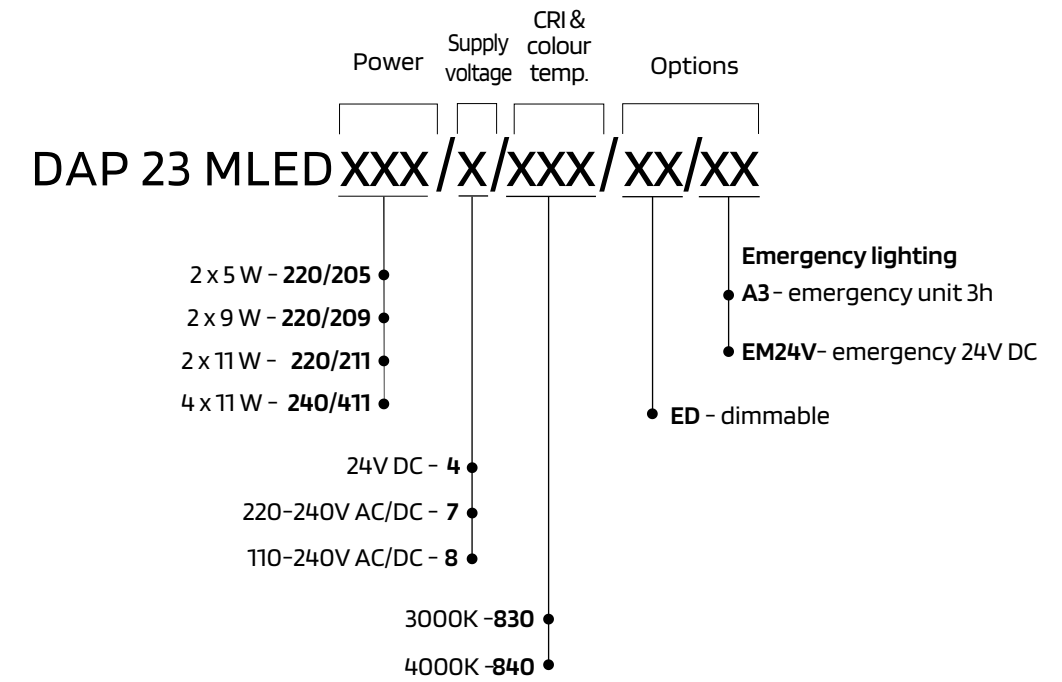 Power
Supply
voltage
CRI &
colour
temp.
Options
DAP 23 MLED XXX/X/XXX/XX/XX
2 x 5 W - 220/205
2 x 9 W - 220/209
2 x 11 W - 220/211
4 x 11 W - 240/411
24V DC - 4
220-240V AC/DC - 7
110-240V AC/DC - 8
3000K -830
4000K -840
ED - dimmable
Emergency lighting
A3 - emergency unit 3h
EM24V- emergency 24V DC